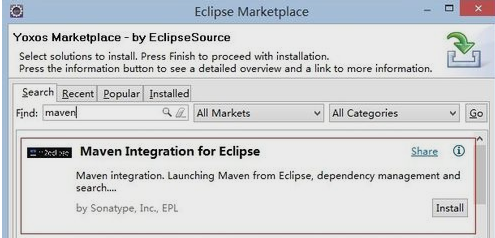 Eclipse Marketplace
Yoxos Marketplace - by EclipseSource
Select solutions to install. Press Finish to proceed with installation.
Press the information button to see a detailed overview and a link to more information.
Search Recent Popular Installed
Find: maven All Markets All Categories Go
Maven Integration for Eclipse Share
Maven integration. Launching Maven from Eclipse, dependency management and
search....
by Sonatype, Inc., EPL Install